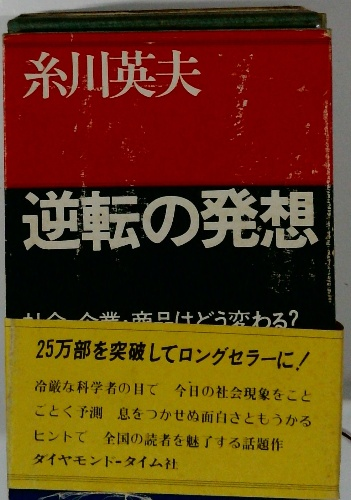 糸川英夫
逆転の発想
社会・企業・商品はどう変わる?
25万部を突破してロングセラーに!
冷厳な科学者の目て 今日の社会現象をこと
ごとく予測 息をつかせぬ面白さともうかる
ヒントて 全国の読者を魅了する話題作
ダイヤモンド-タイム社